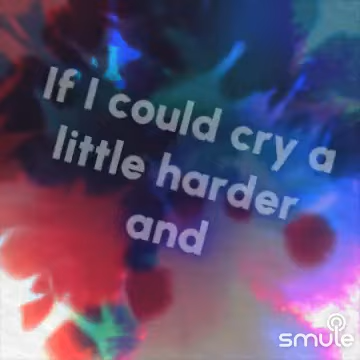 If I could cry a
little harder
and
smule